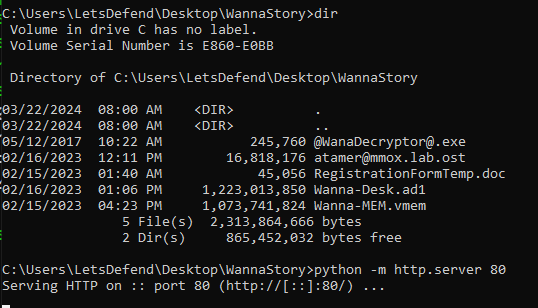 C:\Users\LetsDefend\Desktop\WannaStory>dir
 Volume in drive C has no label.
 Volume Serial Number is E860-E0BB

 Directory of C:\Users\LetsDefend\Desktop\WannaStory

03/22/2024  08:00 AM    <DIR>          .
03/22/2024  08:00 AM    <DIR>          ..
05/12/2017  10:22 AM           245,760 @WanaDecryptor@.exe
02/16/2023  12:11 PM        16,818,176 atamer@mmox.lab.ost
02/15/2023  01:40 AM            45,056 RegistrationFormTemp.doc
02/16/2023  01:06 PM     1,223,013,850 Wanna-Desk.ad1
02/15/2023  04:23 PM     1,073,741,824 Wanna-MEM.vmem
               5 File(s)  2,313,864,666 bytes
               2 Dir(s)     865,452,032 bytes free

C:\Users\LetsDefend\Desktop\WannaStory>python -m http.server 80
Serving HTTP on :: port 80 (http://[::]:80/) ...